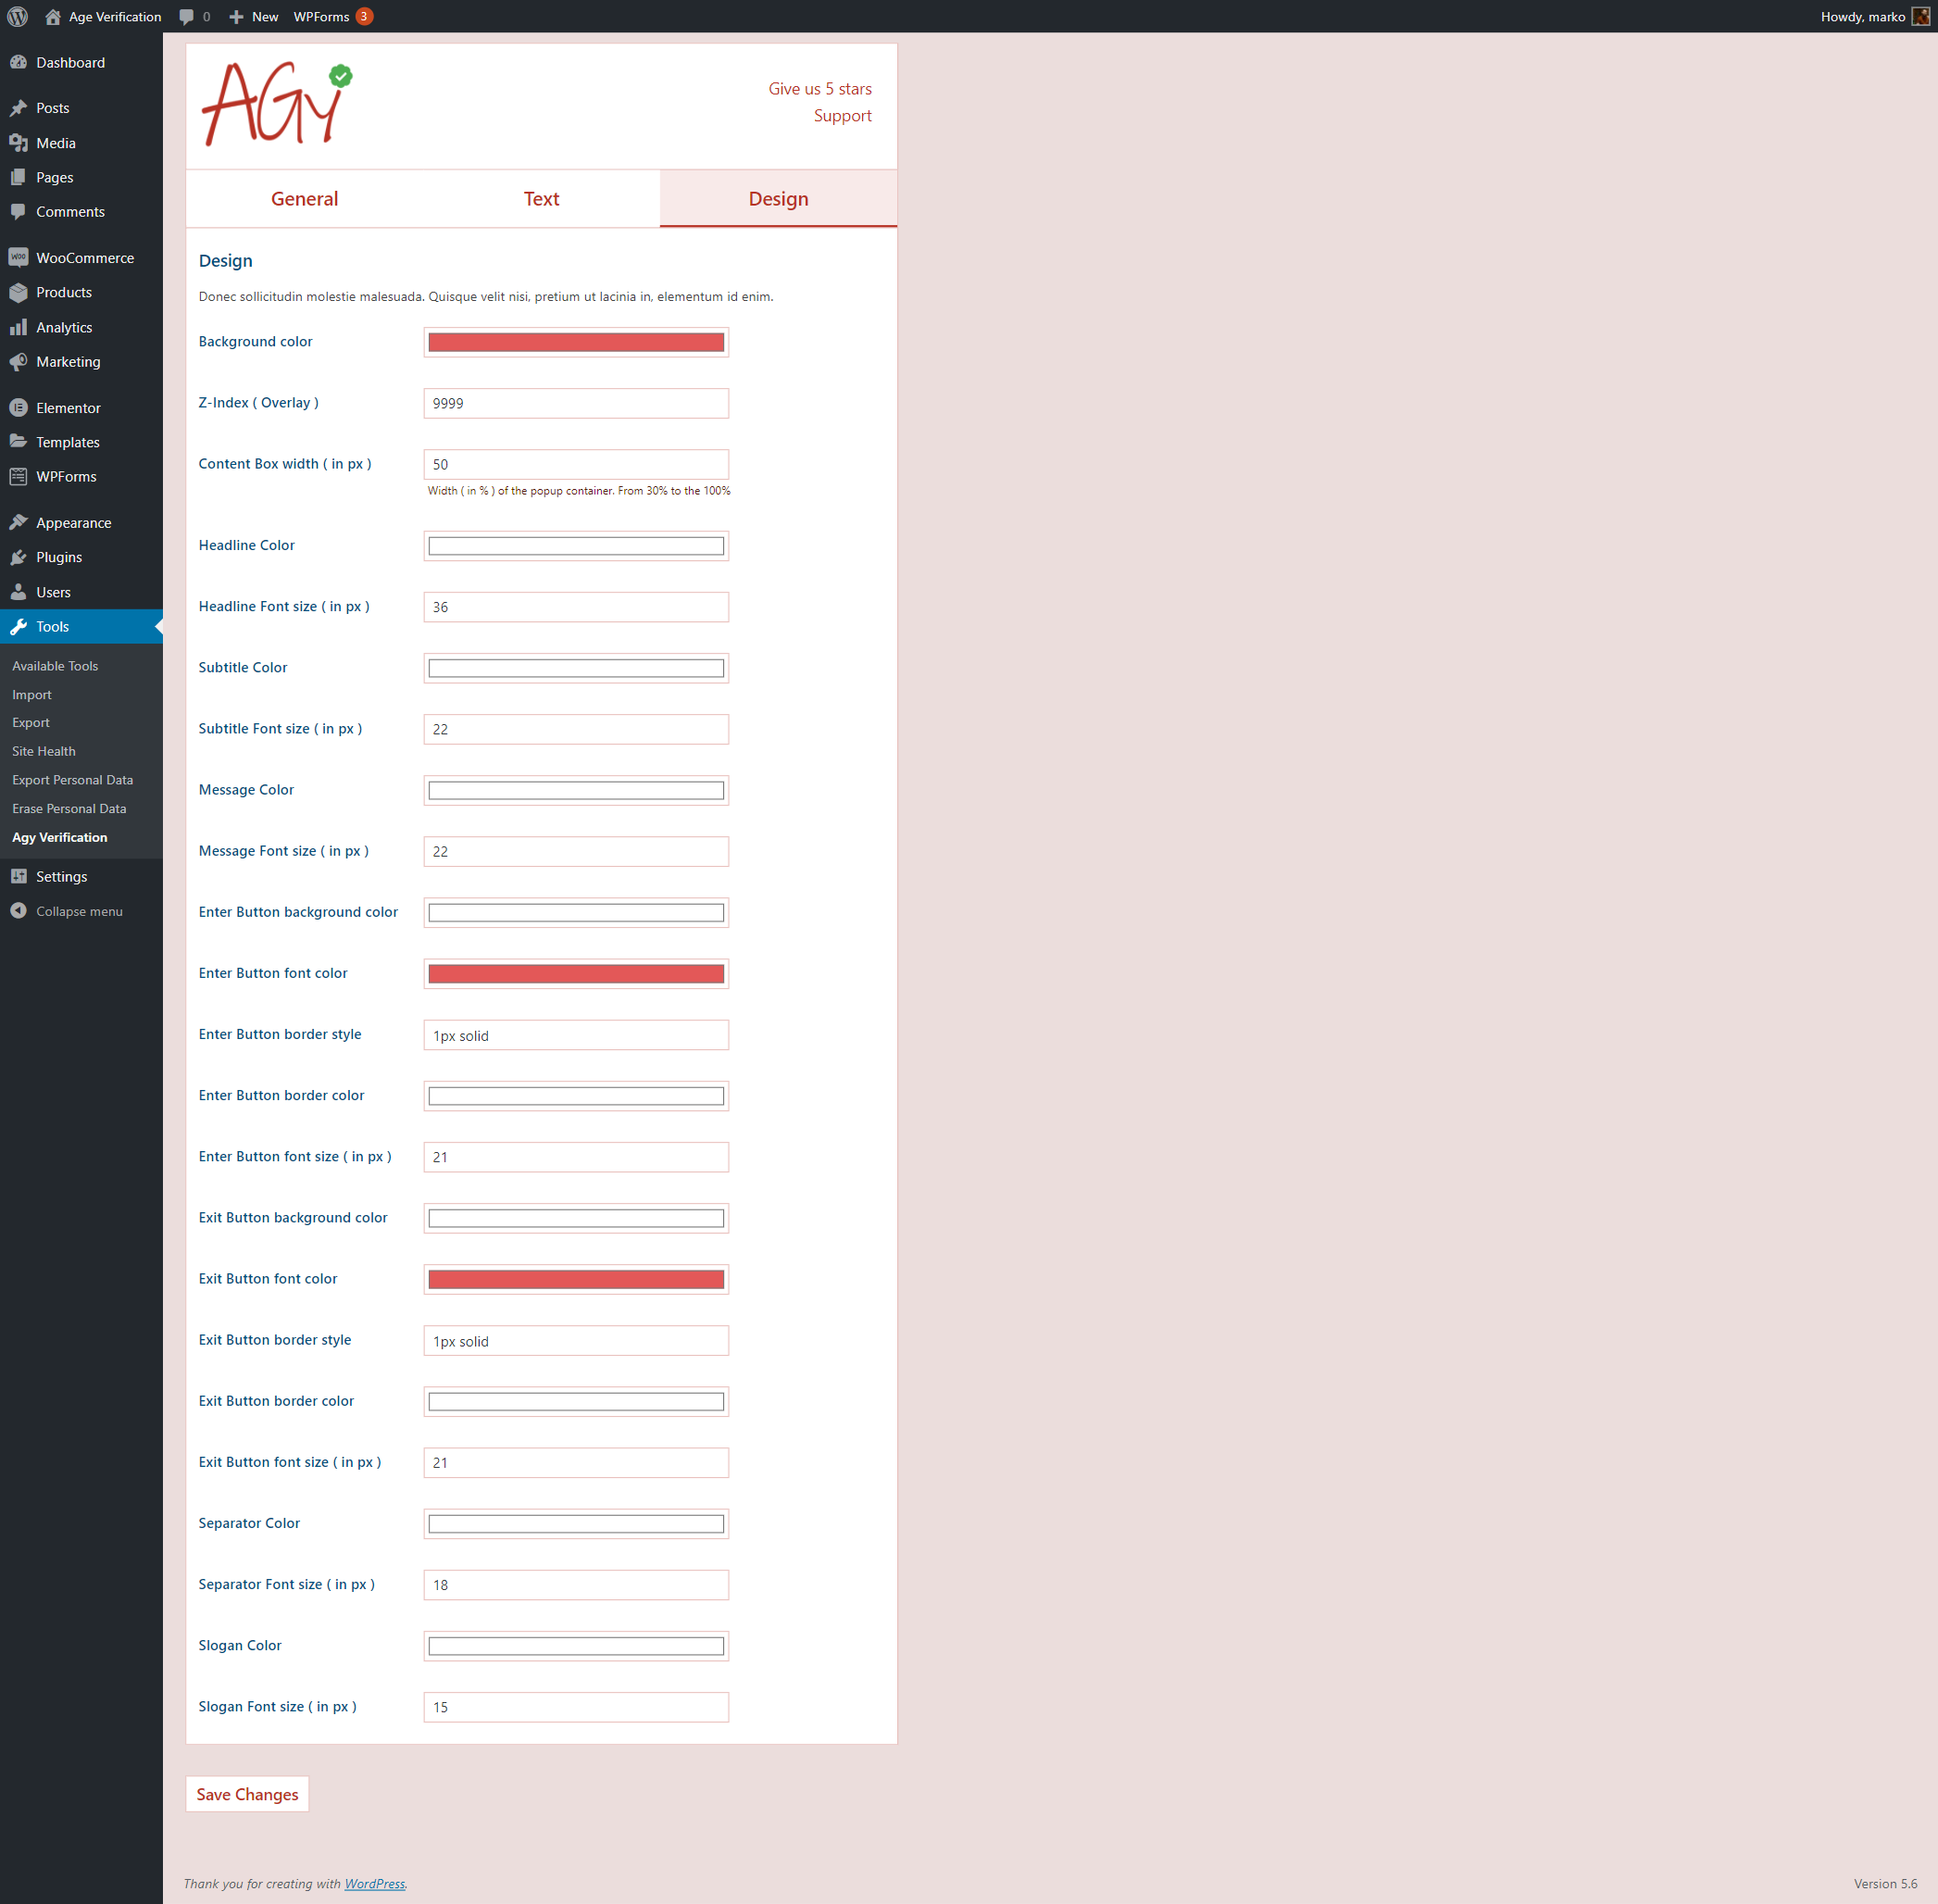 Age Verification 0 New WPForms 3 Howdy, marko
Dashboard
Posts
Media
Pages
Comments
WooCommerce
Products
Analytics
Marketing
Elementor
Templates
WPForms
Appearance
Plugins
Users
Tools
Available Tools
Import
Export
Site Health
Export Personal Data
Erase Personal Data
Agy Verification
Settings
Collapse menu
AGy
Give us 5 stars
Support
General Text Design
Design
Donec sollicitudin molestie malesuada. Quisque velit nisi, pretium ut lacinia in, elementum id enim.
Background color
Z-Index ( Overlay ) 9999
Content Box width ( in px ) 50
Width ( in % ) of the popup container. From 30% to the 100%
Headline Color
Headline Font size ( in px ) 36
Subtitle Color
Subtitle Font size ( in px ) 22
Message Color
Message Font size ( in px ) 22
Enter Button background color
Enter Button font color
Enter Button border style 1px solid
Enter Button border color
Enter Button font size ( in px ) 21
Exit Button background color
Exit Button font color
Exit Button border style 1px solid
Exit Button border color
Exit Button font size ( in px ) 21
Separator Color
Separator Font size ( in px ) 18
Slogan Color
Slogan Font size ( in px ) 15
Save Changes
Thank you for creating with WordPress. Version 5.6